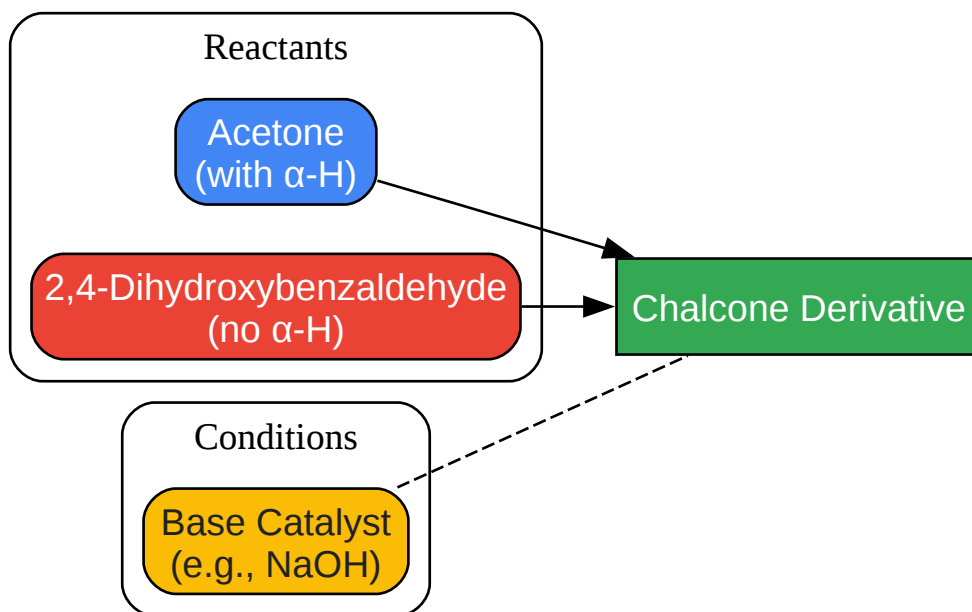 Reactants
Acetone
(with α-H)
2,4-Dihydroxybenzaldehyde
(no α-H)
Chalcone Derivative
Conditions
Base Catalyst
(e.g., NaOH)